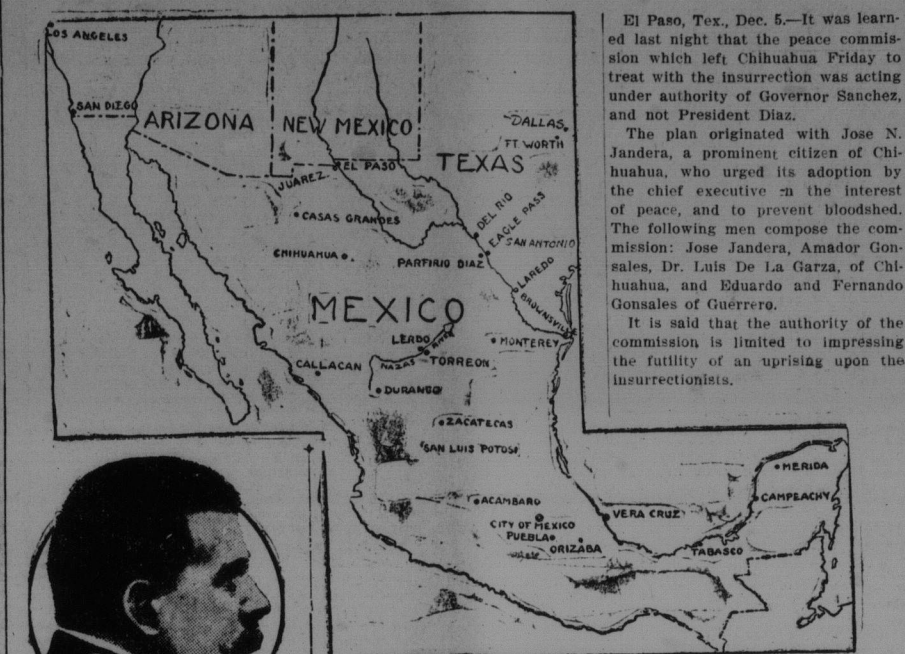 LOS ANGELES
SAN DIEGO
ARIZONA
NEW MEXICO
DALLAS
FT WORTH
TEXAS
EL PASO
JUAREZ
CASAS GRANDES
DEL RIO
EAGLE PASS
SAN ANTONIO
CHIHUAHUA
PARFIRIO DIAZ
LAREDO
BROWNSVILLE
MEXICO
LERDO
MONTEREY
CALLACAN
NAZAS
TORREON
DURANGO
ZACATECAS
SAN LUIS POTOSI
MERIDA
CAMPEACHY
ACAMBARO
VERA CRUZ
CITY OF MEXICO
PUEBLA
ORIZABA
TABASCO
El Paso, Tex., Dec. 5.—It was learn-
ed last night that the peace commis-
sion which left Chihuahua Friday to
treat with the insurrection was acting
under authority of Governor Sanchez,
and not President Diaz.
The plan originated with Jose N.
Jandera, a prominent citizen of Chi-
huahua, who urged its adoption by
the chief executive in the interest
of peace, and to prevent bloodshed.
The following men compose the com-
mission: Jose Jandera, Amador Gon-
sales, Dr. Luis De La Garza, of Chi-
huahua, and Eduardo and Fernando
Gonsales of Guerrero.
It is said that the authority of the
commission is limited to impressing
the futility of an uprising upon the
insurrectionists.